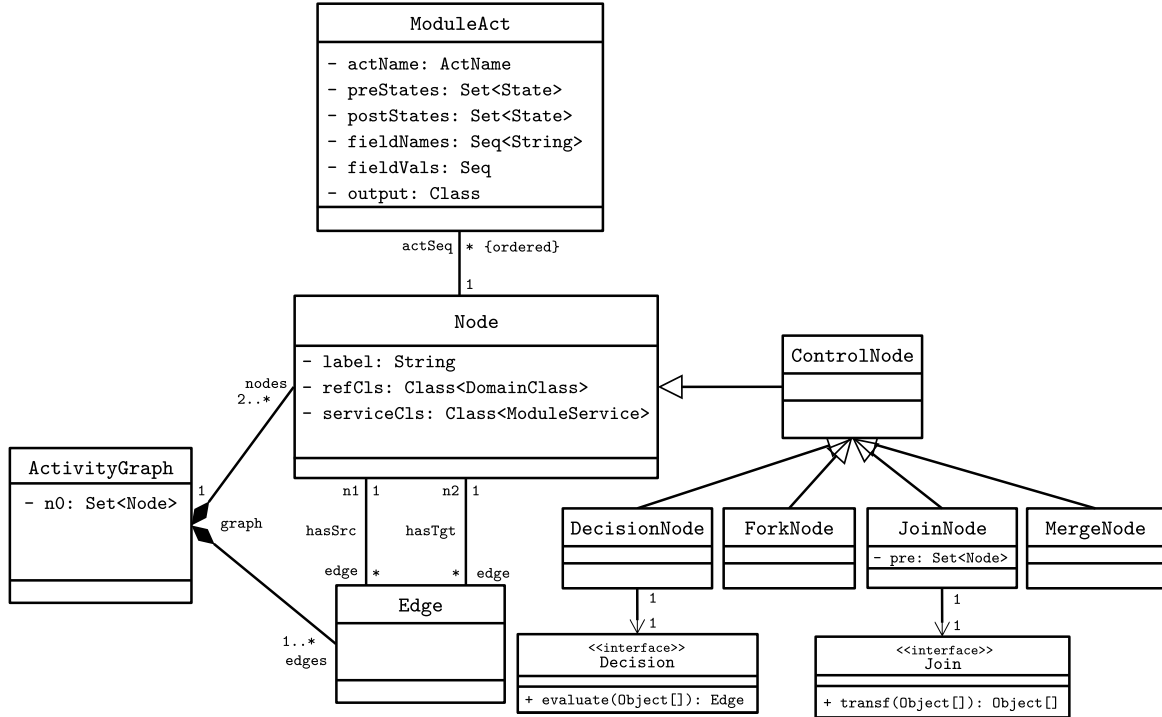 ModuleAct
- actName: ActName
- preStates: Set<State>
- postStates: Set<State>
- fieldNames: Seq<String>
- fieldVals: Seq
- output: Class
actSeq * {ordered}
1
Node
- label: String
- refCls: Class<DomainClass>
- serviceCls: Class<ModuleService>
ControlNode
nodes
2..*
ActivityGraph
- n0: Set<Node>
1
graph
n1 1
n2 1
hasSrc
hasTgt
edge *
* edge
Edge
1..*
edges
DecisionNode
ForkNode
JoinNode
- pre: Set<Node>
MergeNode
1
1
<<interface>>
Decision
+ evaluate(Object[]): Edge
1
1
<<interface>>
Join
+ transf(Object[]): Object[]